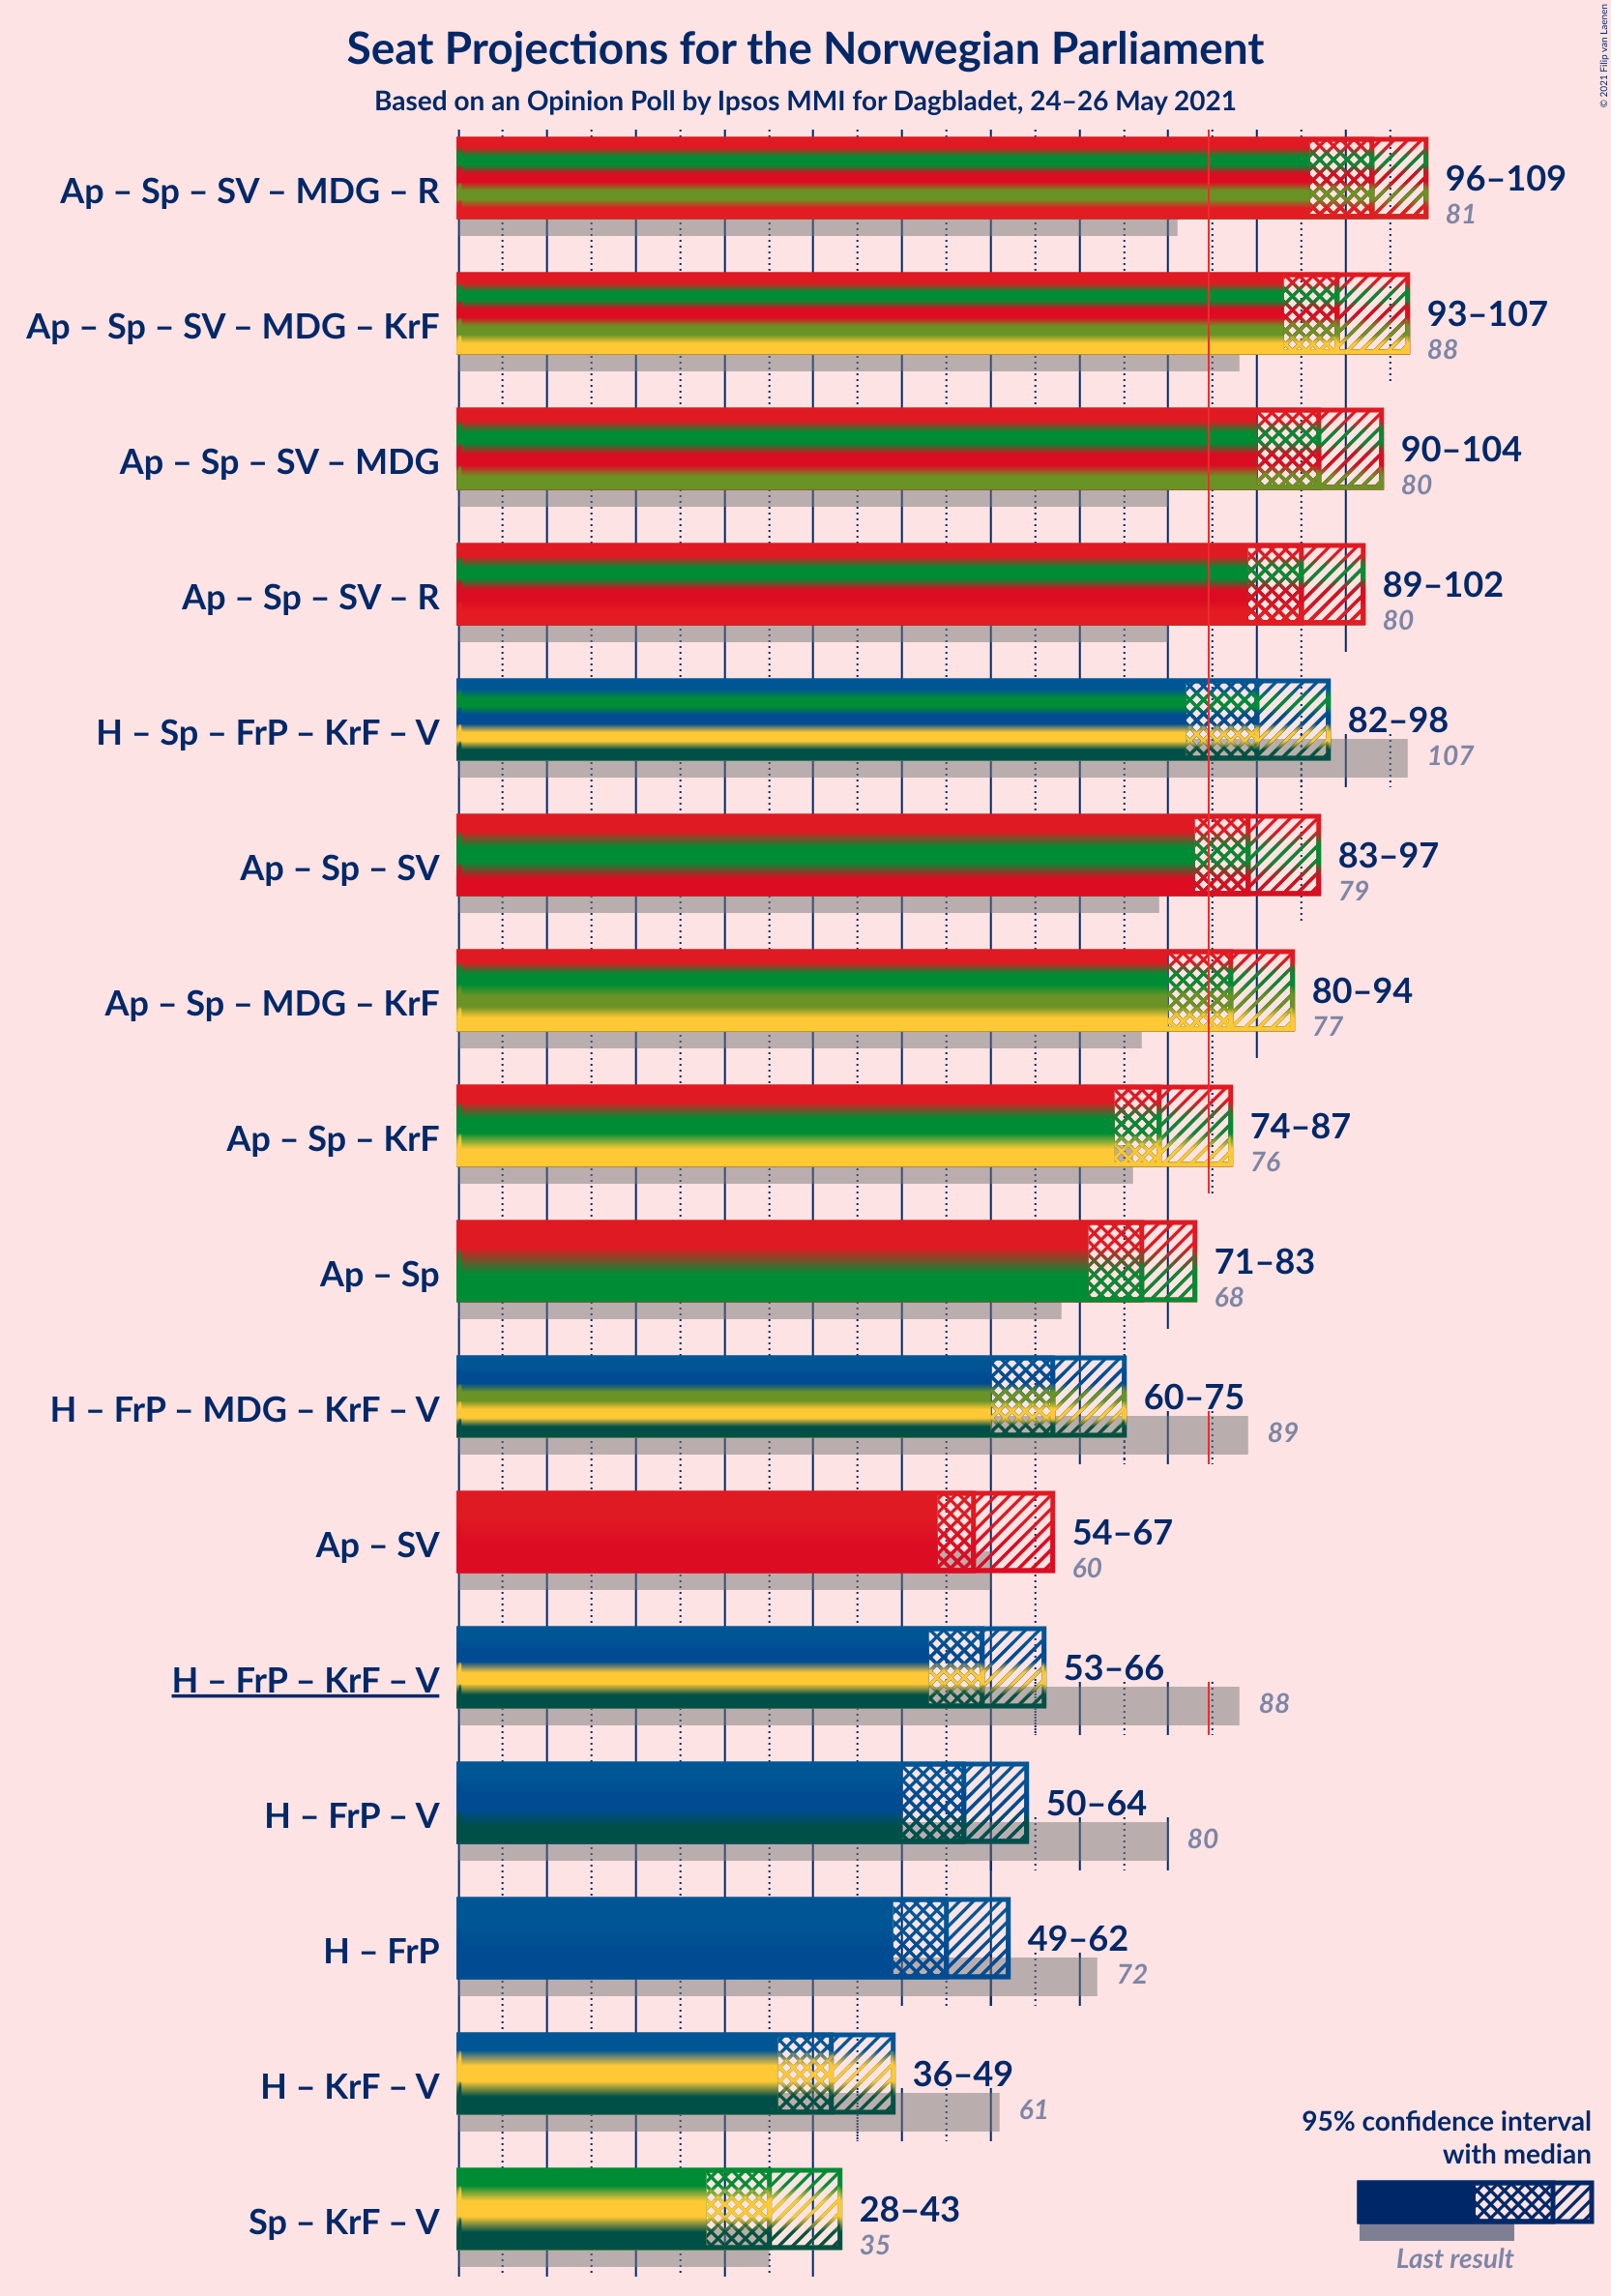 © 2021 Filip van Laenen
Seat Projections for the Norwegian Parliament
Based on an Opinion Poll by Ipsos MMI for Dagbladet, 24–26 May 2021
Ap – Sp – SV – MDG – R
96–109
81
Ap – Sp – SV – MDG – KrF
93–107
88
Ap – Sp – SV – MDG
90–104
80
Ap – Sp – SV – R
89–102
80
H – Sp – FrP – KrF – V
82–98
107
Ap – Sp – SV
83–97
79
Ap – Sp – MDG – KrF
80–94
77
Ap – Sp – KrF
74–87
76
Ap – Sp
71–83
68
H – FrP – MDG – KrF – V
60–75
89
Ap – SV
54–67
60
H – FrP – KrF – V
53–66
88
H – FrP – V
50–64
80
H – FrP
49–62
72
H – KrF – V
36–49
61
Sp – KrF – V
28–43
35
95% confidence interval
with median
Last result